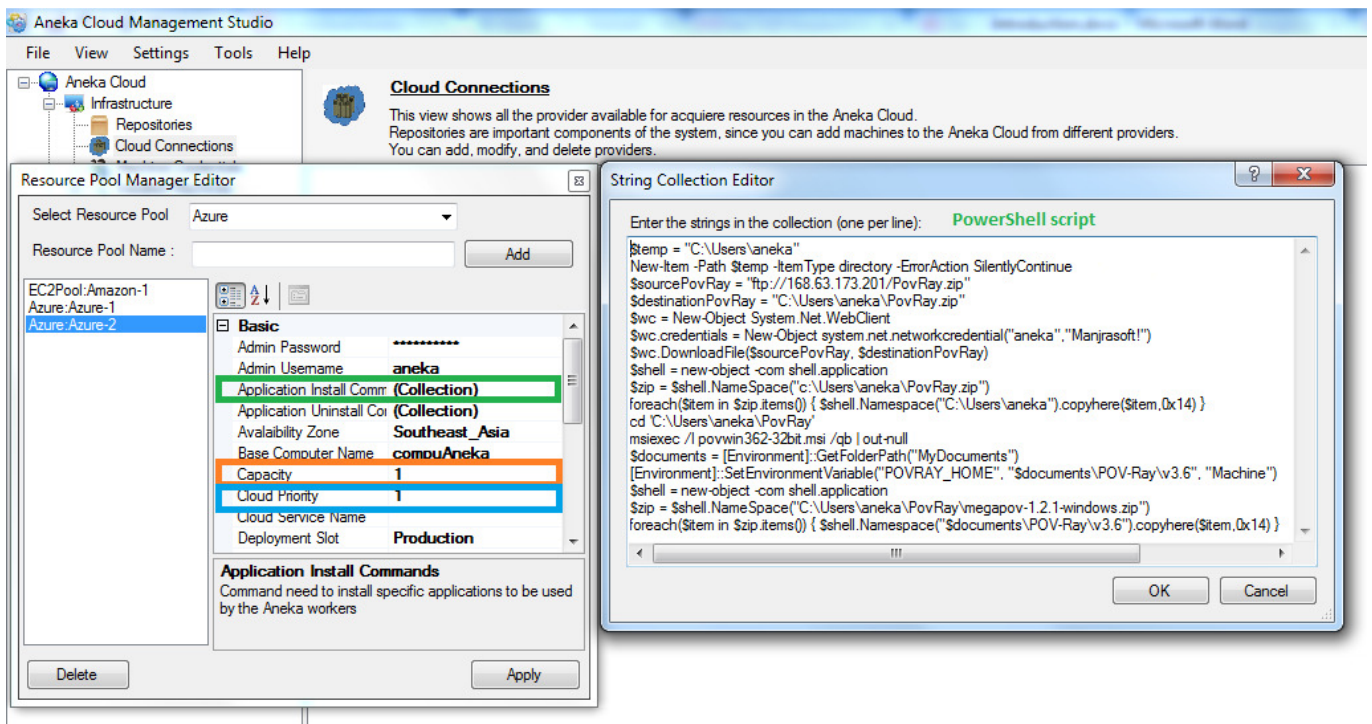 Aneka Cloud Management Studio
File View Settings Tools Help
Aneka Cloud
Infrastructure
Repositories
Cloud Connections
Cloud Connections
This view shows all the provider available for acquiere resources in the Aneka Cloud.
Repositories are important components of the system, since you can add machines to the Aneka Cloud from different providers.
You can add, modify, and delete providers.
Resource Pool Manager Editor
Select Resource Pool Azure
Resource Pool Name :
Add
EC2Pool:Amazon-1
Azure:Azure-1
Azure:Azure-2
Basic
Admin Password **********
Admin Username aneka
Application Install Comm (Collection)
Application Uninstall Cor (Collection)
Avalaibility Zone Southeast_Asia
Base Computer Name compuAneka
Capacity 1
Cloud Priority 1
Cloud Service Name
Deployment Slot Production
Application Install Commands
Command need to install specific applications to be used
by the Aneka workers
Delete
Apply
String Collection Editor
Enter the strings in the collection (one per line): PowerShell script
$temp = "C:\Users\aneka"
New-Item -Path $temp -ItemType directory -ErrorAction SilentlyContinue
$sourcePovRay = "ftp://168.63.173.201/PovRay.zip"
$destinationPovRay = "C:\Users\aneka\PovRay.zip"
$wc = New-Object System.Net.WebClient
$wc.credentials = New-Object system.net.networkcredential("aneka","Manjrasoft!")
$wc.DownloadFile($sourcePovRay, $destinationPovRay)
$shell = new-object -com shell.application
$zip = $shell.NameSpace("c:\Users\aneka\PovRay.zip")
foreach($item in $zip.items()) { $shell.Namespace("C:\Users\aneka").copyhere($item,0x14) }
cd 'C:\Users\aneka\PovRay'
msiexec /I povwin362-32bit.msi /qb | out-null
$documents = [Environment]::GetFolderPath("MyDocuments")
[Environment]::SetEnvironmentVariable("POVRAY_HOME", "$documents\POV-Ray\v3.6", "Machine")
$shell = new-object -com shell.application
$zip = $shell.NameSpace("C:\Users\aneka\PovRay\megapov-1.2.1-windows.zip")
foreach($item in $zip.items()) { $shell.Namespace("$documents\POV-Ray\v3.6").copyhere($item,0x14) }
OK
Cancel